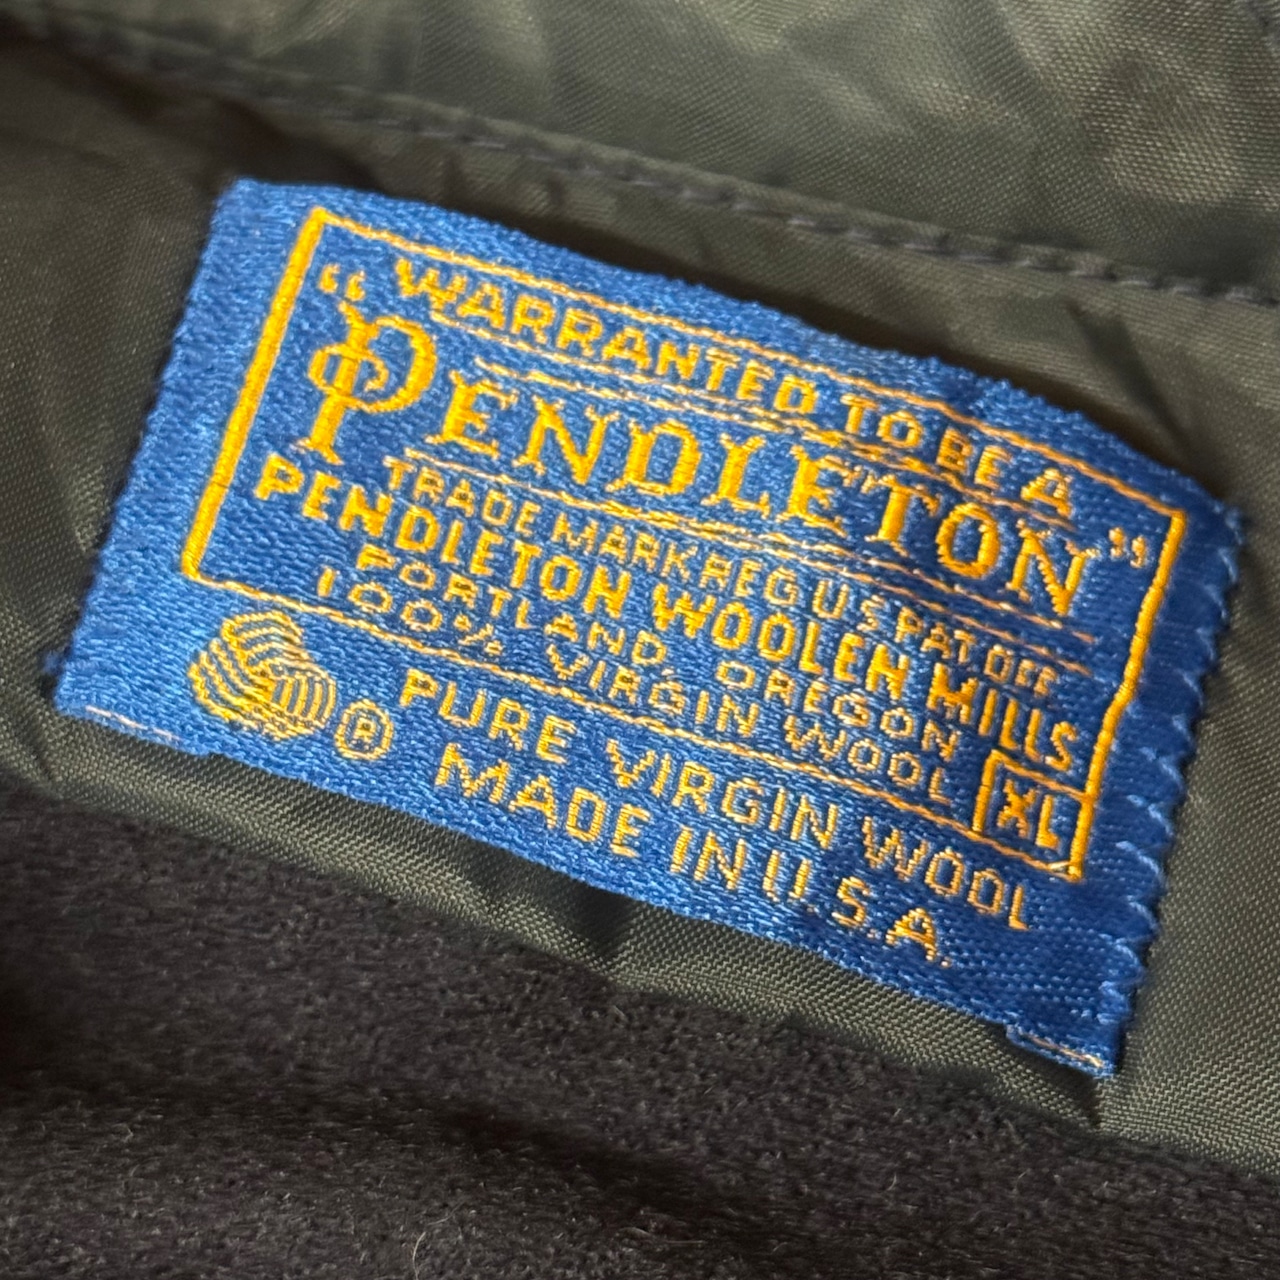 "WARRANTED TO BE A
PENDLETON"
TRADE MARK REG U S PAT OFF
PENDLETON WOOLEN MILLS
PORTLAND, OREGON
100% VIRGIN WOOL
XL
® PURE VIRGIN WOOL
MADE IN U.S.A.